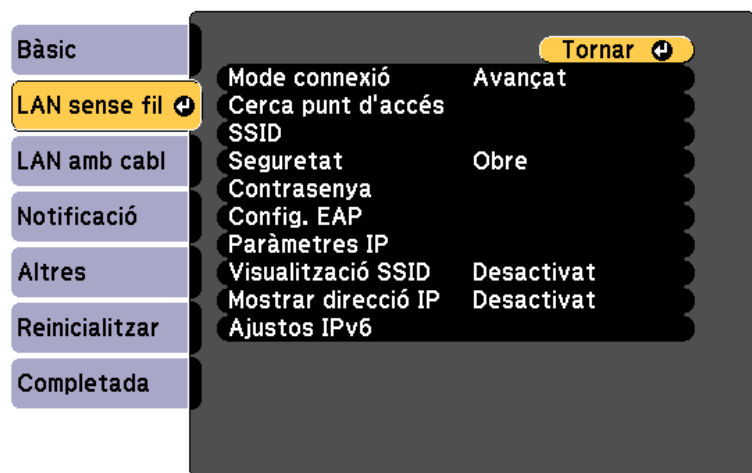 Bàsic
LAN sense fil
LAN amb cabl
Notificació
Altres
Reinicialitzar
Completada
Tornar
Mode connexió Avançat
Cerca punt d'accés
SSID
Seguretat Obre
Contrasenya
Config. EAP
Paràmetres IP
Visualització SSID Desactivat
Mostrar direcció IP Desactivat
Ajustos IPv6